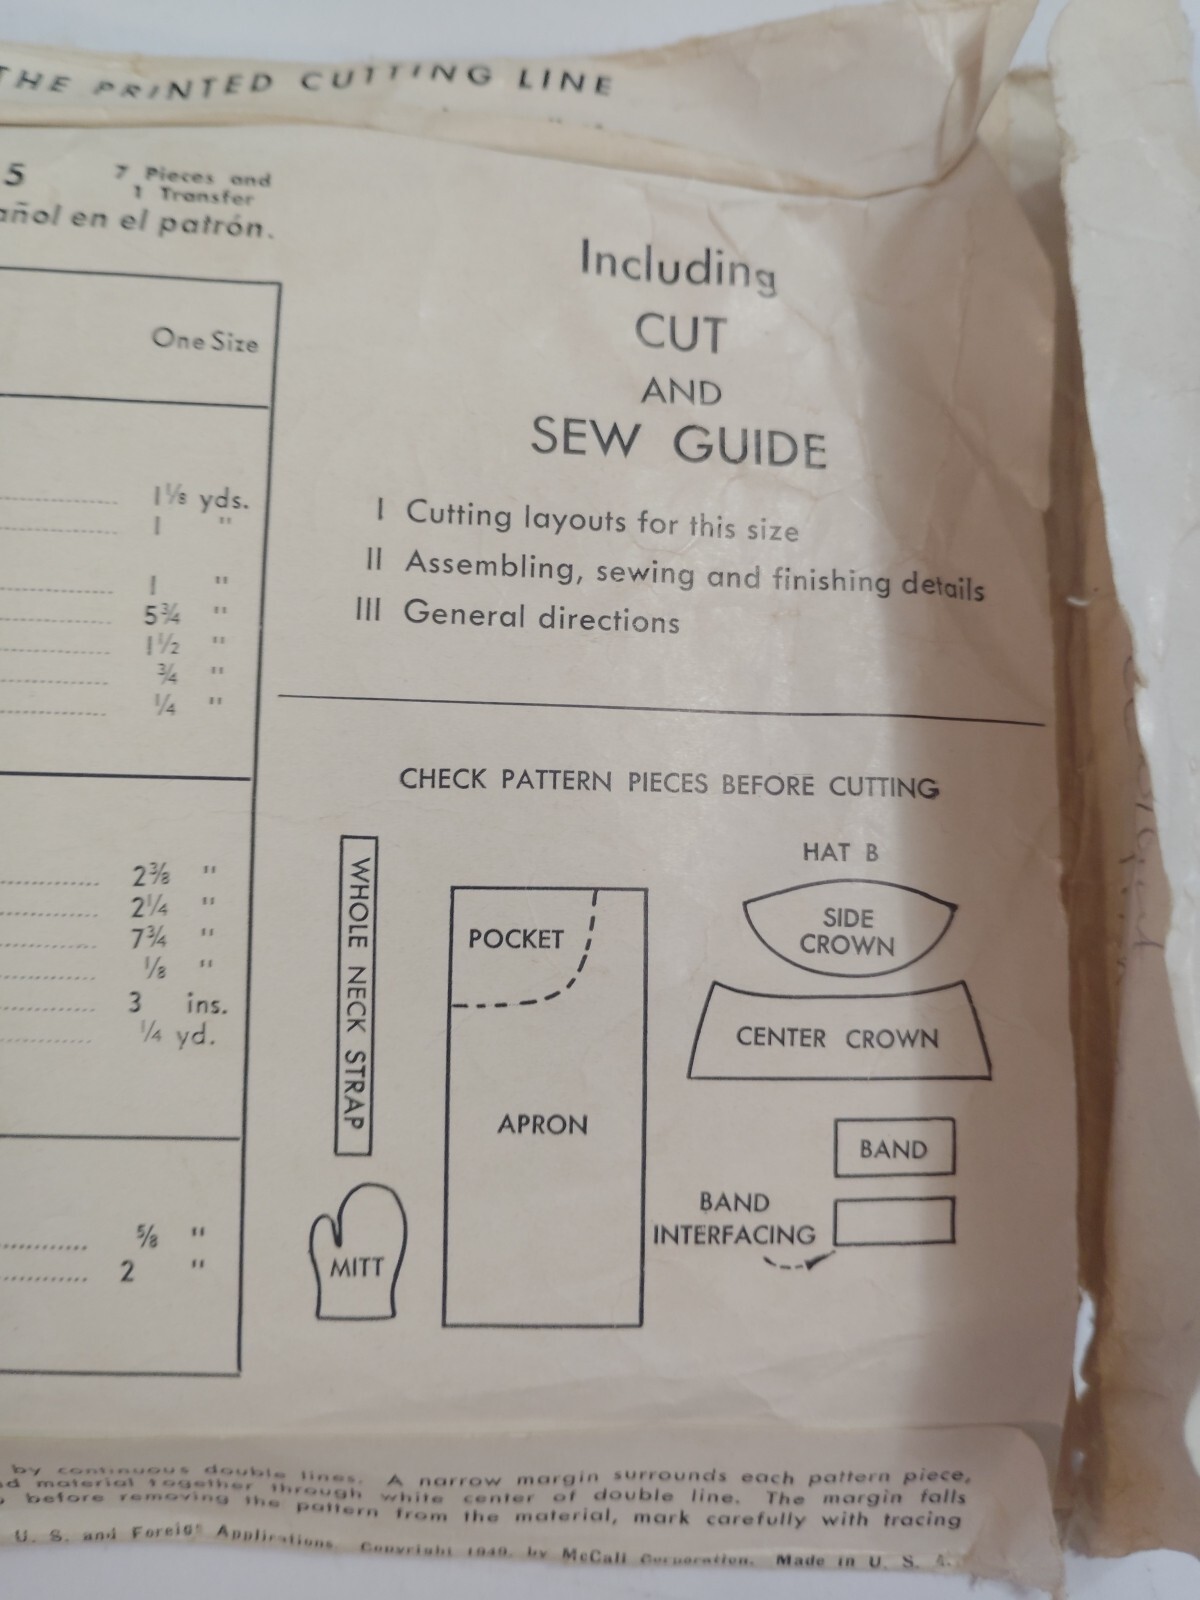 THE PRINTED CUTTING LINE
5
7 Pieces and
1 Transfer
añol en el patrón.
One Size
1⅛ yds.
1 "
1 "
5¾ "
1½ "
¾ "
¼ "
2⅜ "
2¼ "
7¾ "
⅛ "
3 ins.
¼ yd.
⅝ "
2 "
Including
CUT
AND
SEW GUIDE
I Cutting layouts for this size
II Assembling, sewing and finishing details
III General directions
CHECK PATTERN PIECES BEFORE CUTTING
WHOLE NECK STRAP
POCKET
APRON
MITT
HAT B
SIDE
CROWN
CENTER CROWN
BAND
BAND
INTERFACING
by continuous double lines. A narrow margin surrounds each pattern piece,
d material together through white center of double line. The margin falls
before removing the pattern from the material, mark carefully with tracing
U. S. and Foreign Applications. Copyright 1949, by McCall Corporation. Made in U. S. A.